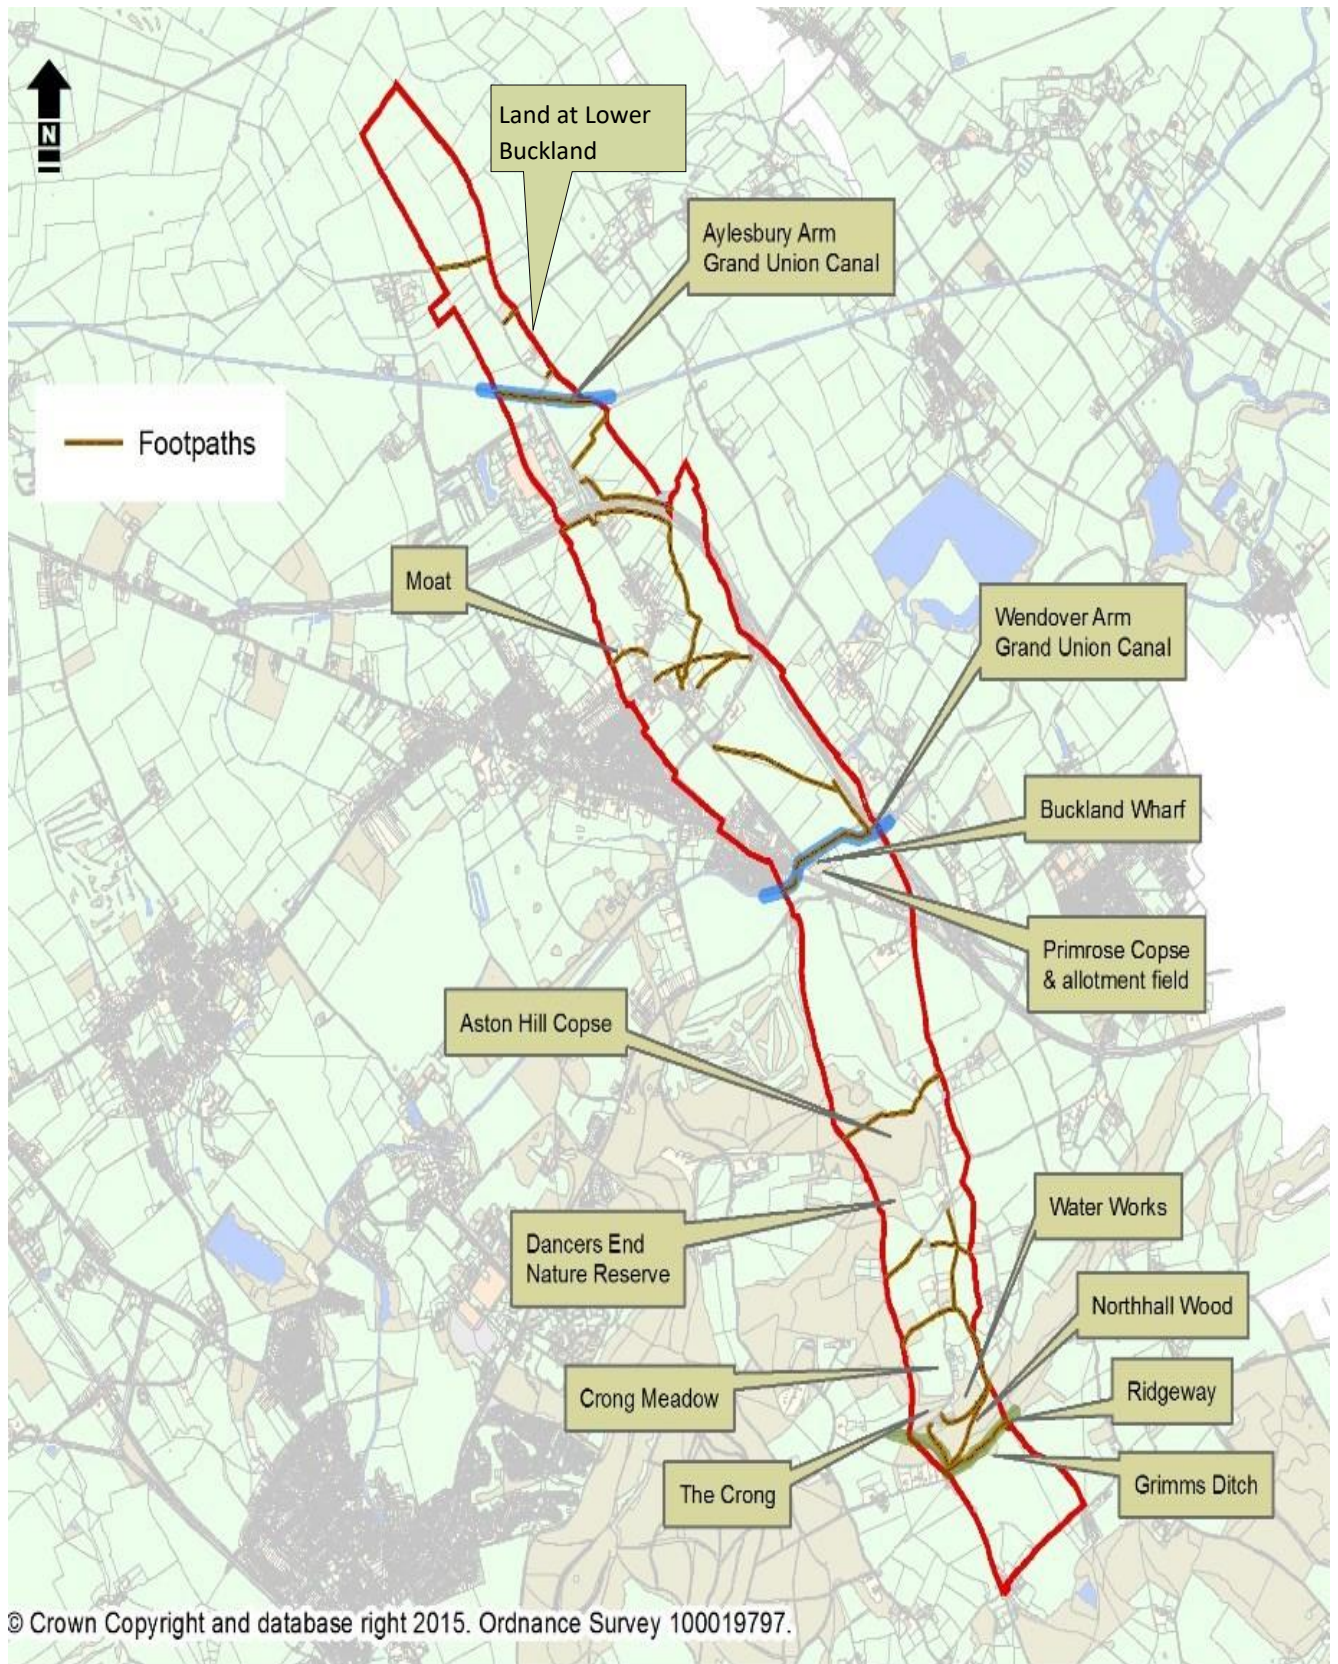 Land at Lower
Buckland
N
Aylesbury Arm
Grand Union Canal
Footpaths
Moat
Wendover Arm
Grand Union Canal
Buckland Wharf
Primrose Copse
& allotment field
Aston Hill Copse
Water Works
Dancers End
Nature Reserve
Northhall Wood
Ridgeway
Crong Meadow
Grimms Ditch
The Crong
© Crown Copyright and database right 2015. Ordnance Survey 100019797.